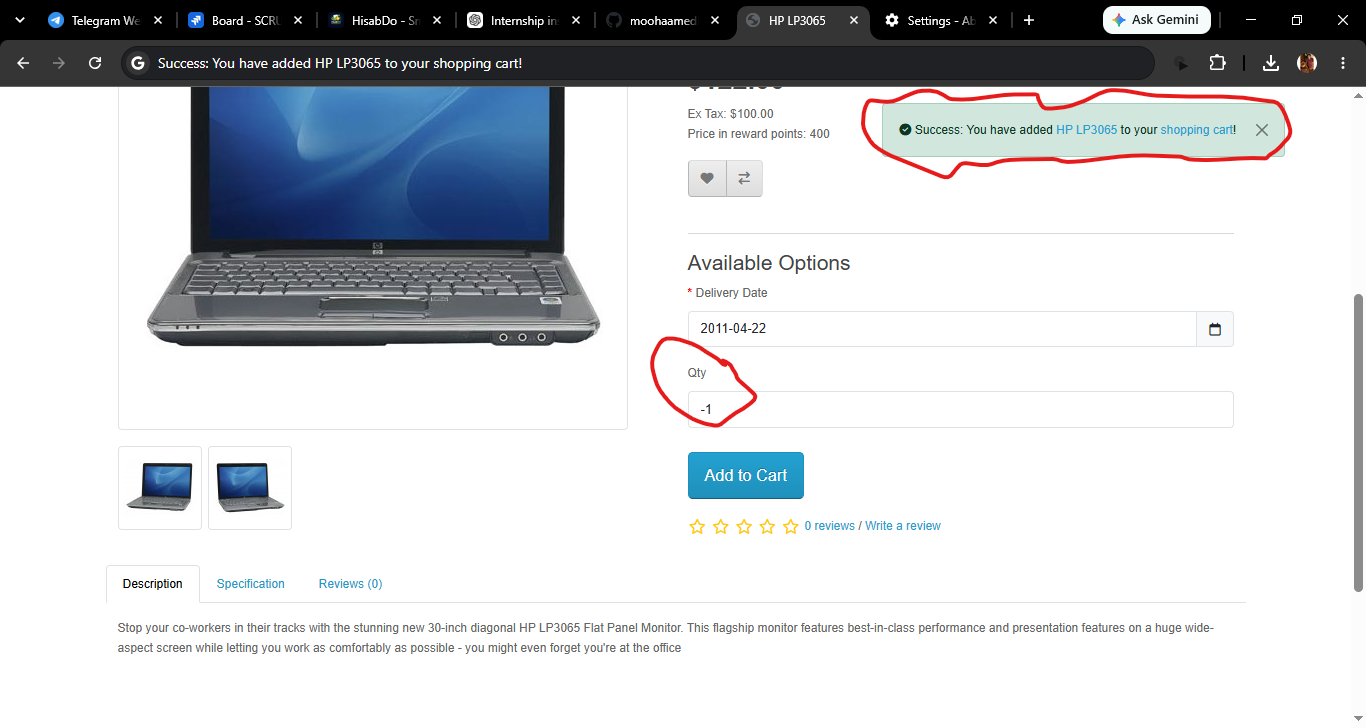 Telegram We
Board - SCRU
HisabDo - Sm
Internship in
moohaamed
HP LP3065
Settings - Ab
Ask Gemini
Success: You have added HP LP3065 to your shopping cart!
Ex Tax: $100.00
Price in reward points: 400
Success: You have added HP LP3065 to your shopping cart!
Available Options
* Delivery Date
2011-04-22
Qty
-1
Add to Cart
0 reviews / Write a review
Description
Specification
Reviews (0)
Stop your co-workers in their tracks with the stunning new 30-inch diagonal HP LP3065 Flat Panel Monitor. This flagship monitor features best-in-class performance and presentation features on a huge wide-
aspect screen while letting you work as comfortably as possible - you might even forget you're at the office